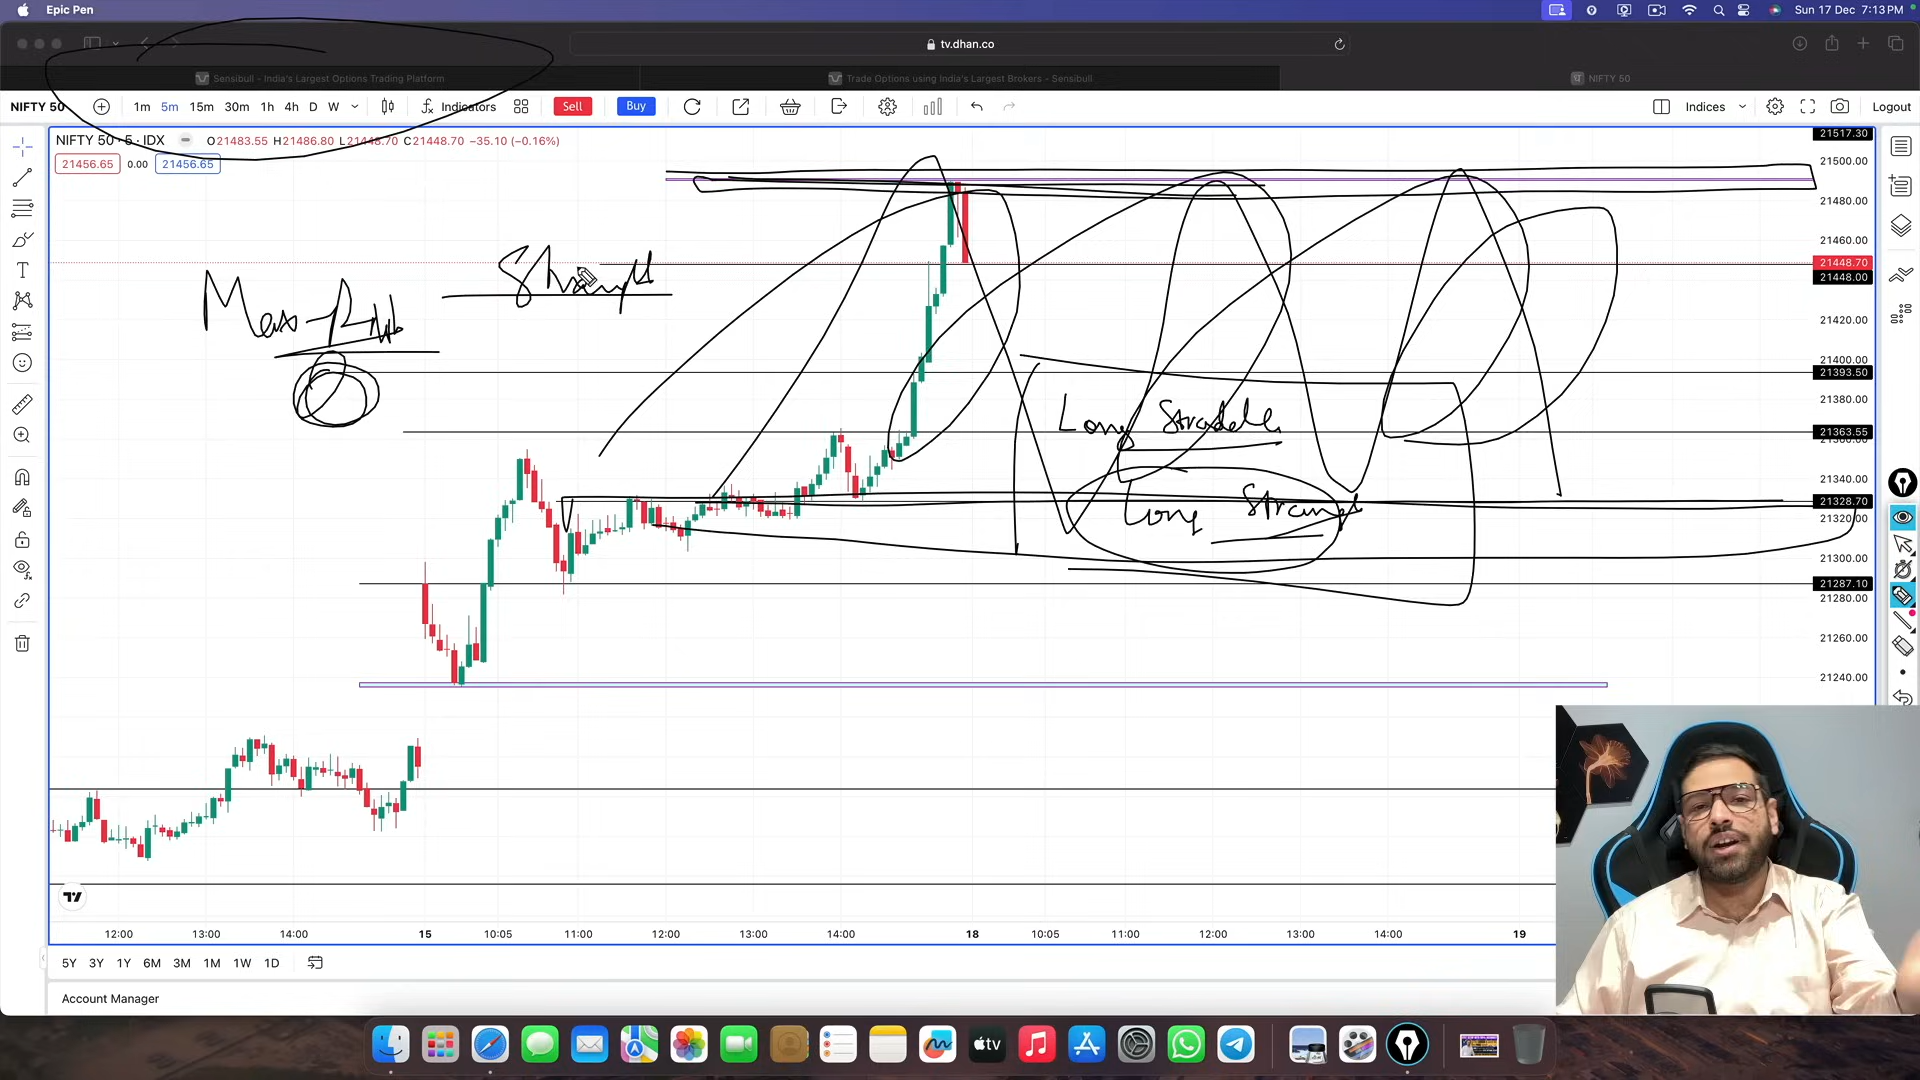 Epic Pen
Sun 17 Dec 7:13 PM
tv.dhan.co
Sensibull - India's Largest Options Trading Platform
Trade Options using India's Largest Brokers - Sensibull
NIFTY 50
NIFTY 50
1m 5m 15m 30m 1h 4h D W
Indicators
Sell
Buy
Indices
Logout
NIFTY 50 · 5 · IDX
O21483.55 H21486.80 L21448.70 C21448.70 −35.10 (−0.16%)
21456.65 0.00 21456.65
21517.30
21500.00
21480.00
21460.00
21448.70
21448.00
21420.00
21400.00
21393.50
21380.00
21363.55
21340.00
21328.70
21320.00
21300.00
21287.10
21280.00
21260.00
21240.00
Long
Long
12:00 13:00 14:00 15 10:05 11:00 12:00 13:00 14:00 18 10:05 11:00 12:00 13:00 14:00 19
5Y 3Y 1Y 6M 3M 1M 1W 1D
Account Manager
tv